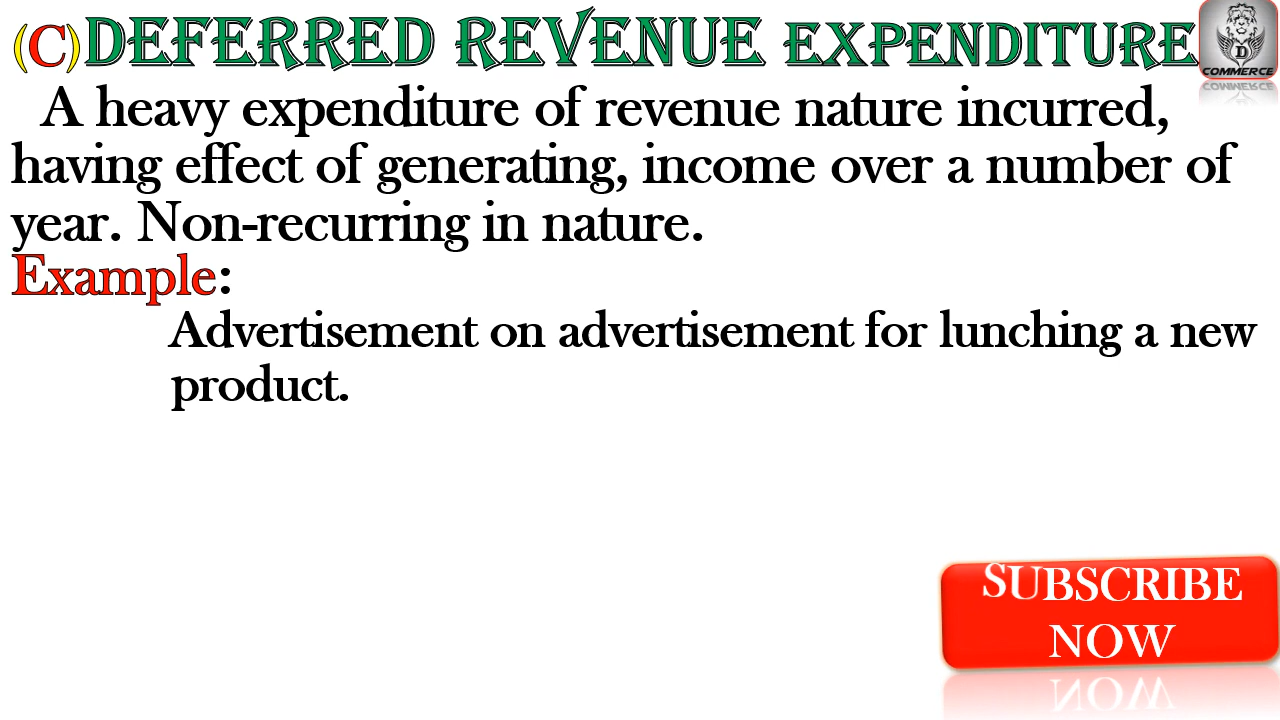 (C)DEFERRED REVENUE EXPENDITURE
D
COMMERCE
A heavy expenditure of revenue nature incurred,
having effect of generating, income over a number of
year. Non-recurring in nature.
Example:
Advertisement on advertisement for lunching a new
product.
SUBSCRIBE
NOW